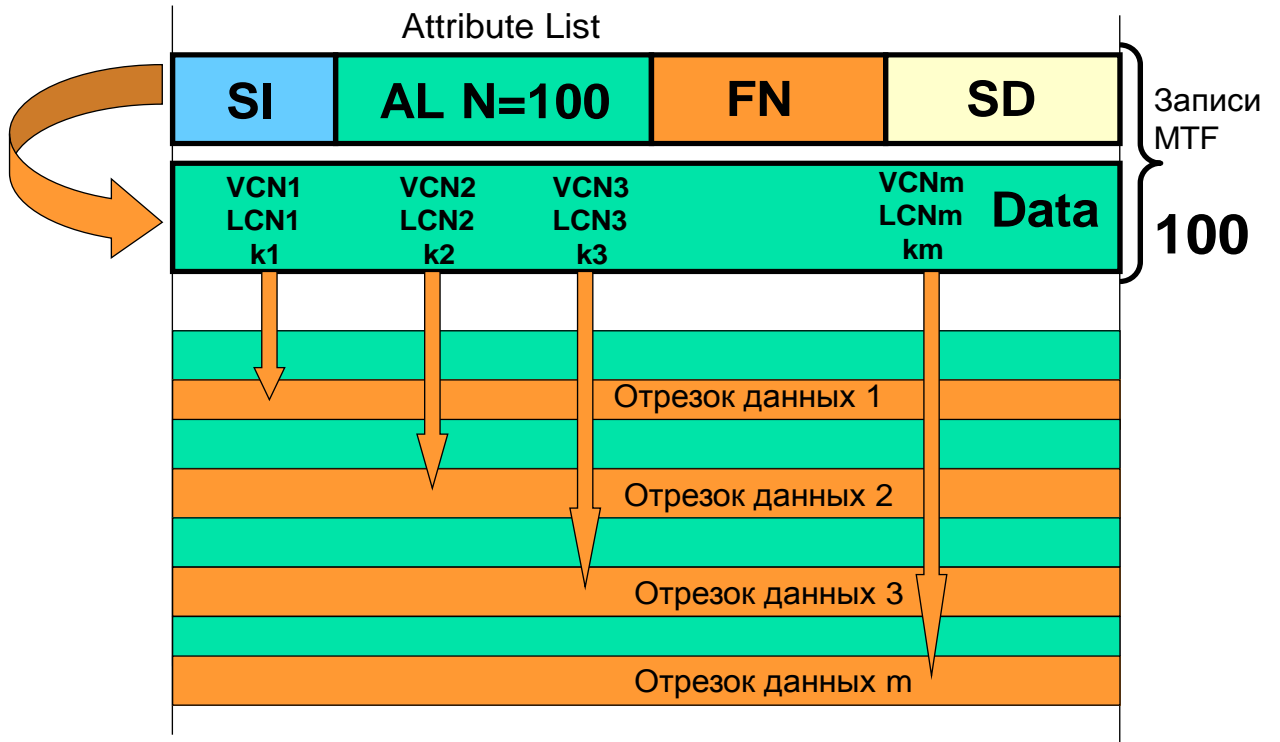 Attribute List
SI AL N=100 FN SD
Записи
MTF
100
VCN1 VCN2 VCN3 VCNm
LCN1 LCN2 LCN3 LCNm Data
k1 k2 k3 km
Отрезок данных 1
Отрезок данных 2
Отрезок данных 3
Отрезок данных m